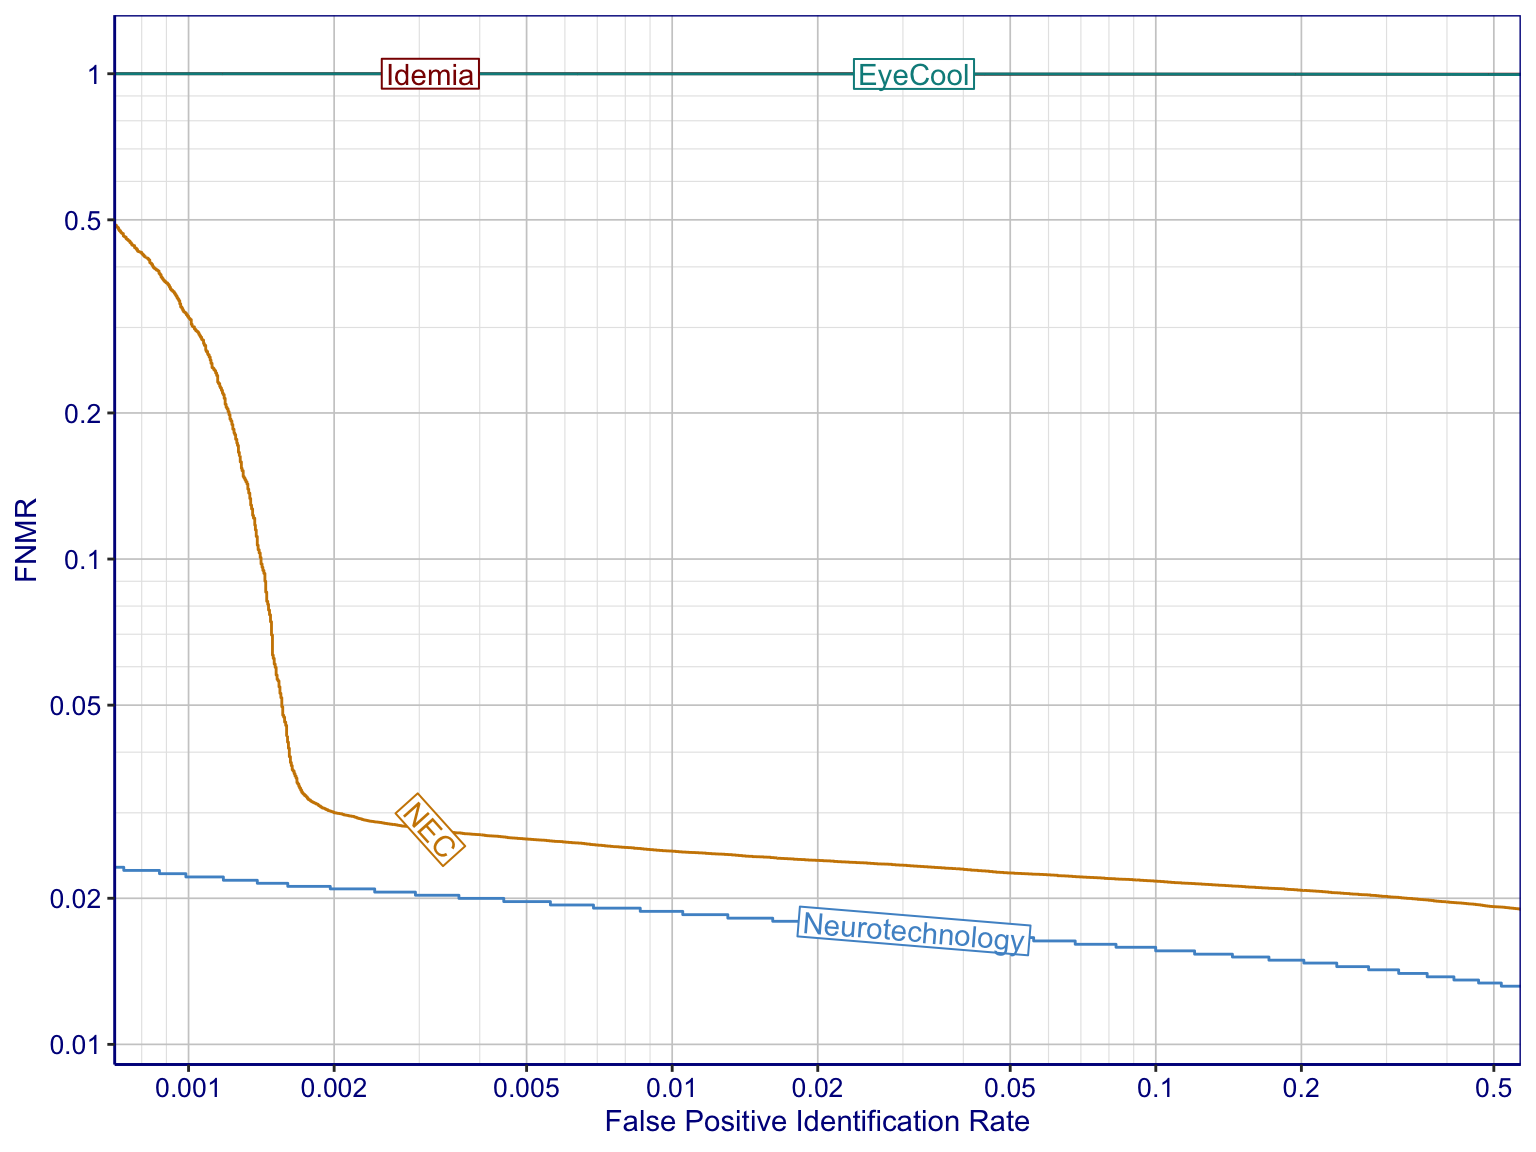 Idemia
EyeCool
1
0.5
0.2
0.1
0.05
0.02
0.01
FNMR
NEC
Neurotechnology
0.001 0.002 0.005 0.01 0.02 0.05 0.1 0.2 0.5
False Positive Identification Rate